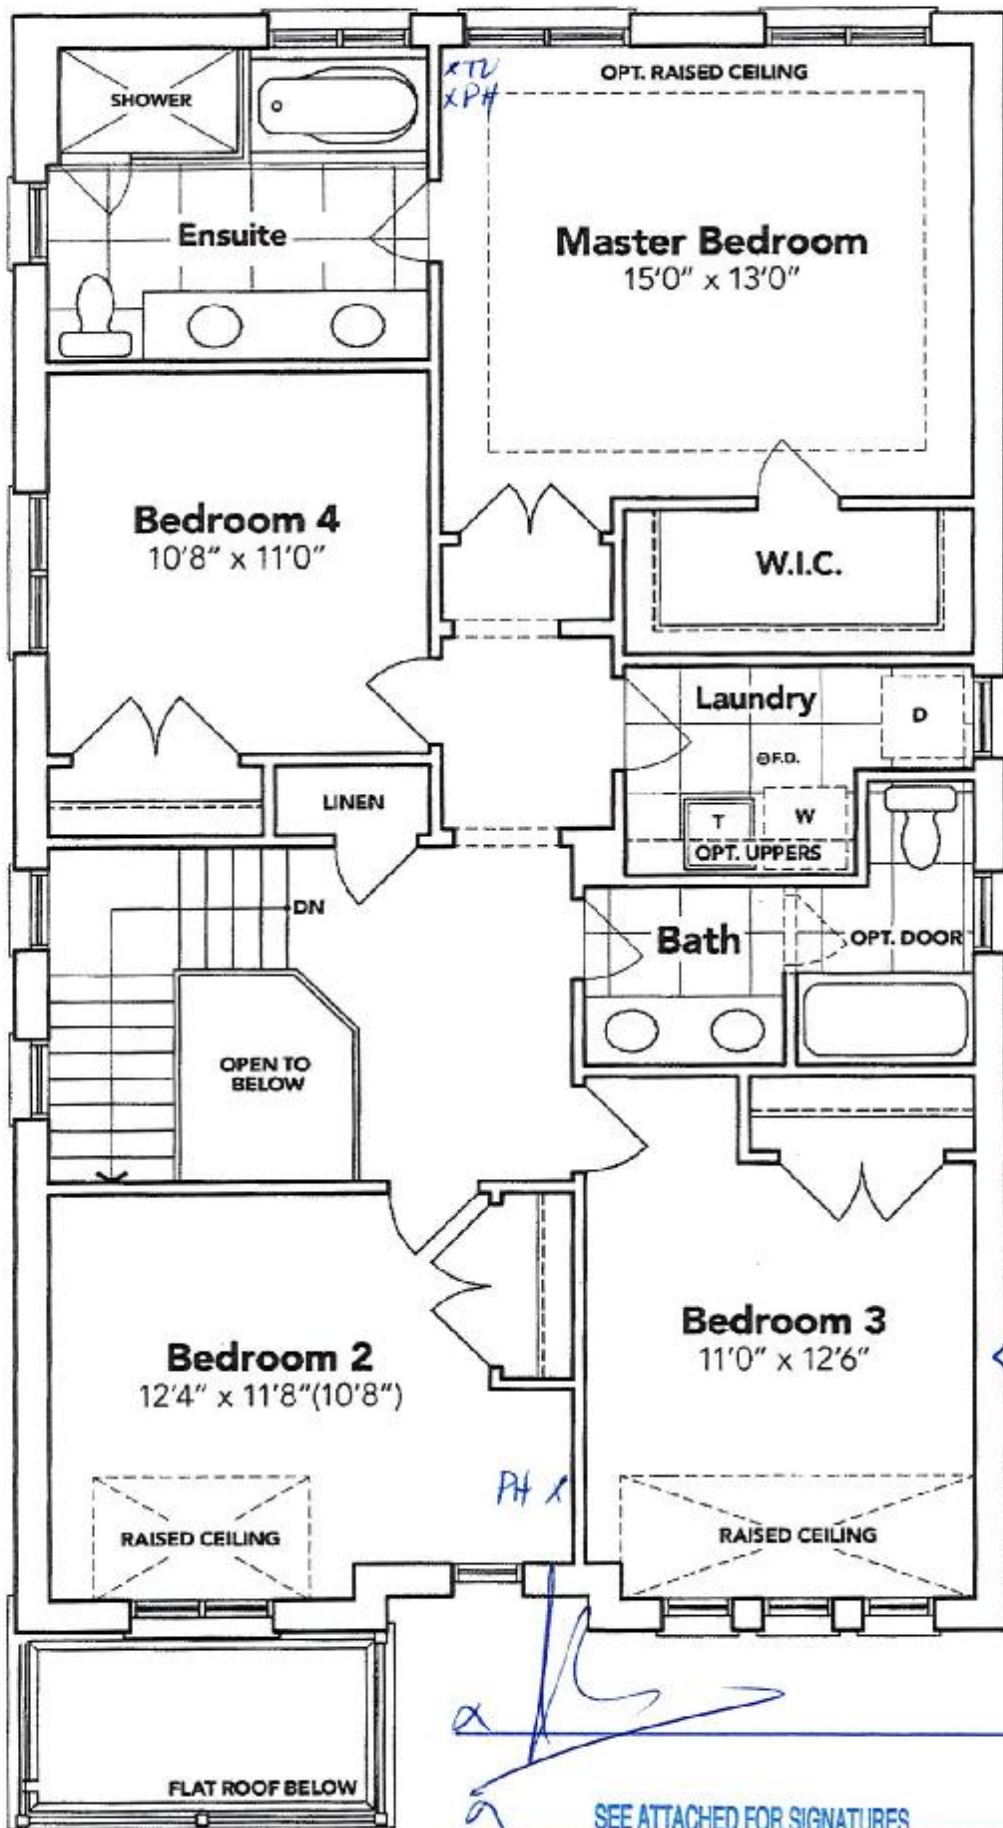 x TV
x PH
OPT. RAISED CEILING
SHOWER
Ensuite
Master Bedroom
15'0" x 13'0"
Bedroom 4
10'8" x 11'0"
W.I.C.
Laundry
D
F.D.
LINEN
T
W
OPT. UPPERS
DN
Bath
OPT. DOOR
OPEN TO
BELOW
Bedroom 2
12'4" x 11'8"(10'8")
Bedroom 3
11'0" x 12'6"
PH x
RAISED CEILING
RAISED CEILING
FLAT ROOF BELOW
SEE ATTACHED FOR SIGNATURES